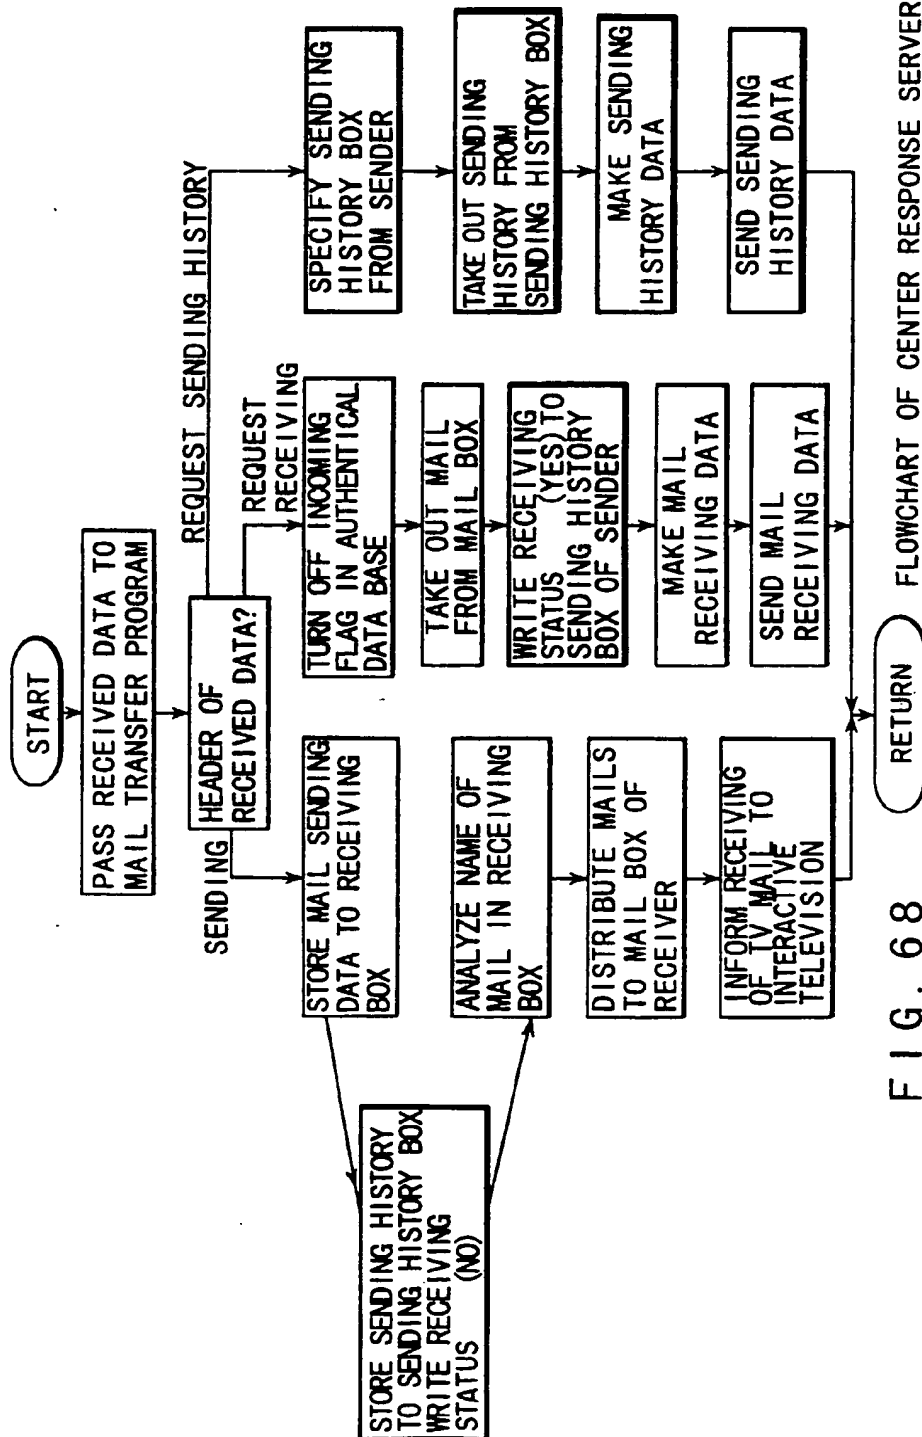 START
PASS RECEIVED DATA TO
MAIL TRANSFER PROGRAM
HEADER OF
RECEIVED DATA?
SENDING
STORE MAIL SENDING
DATA TO RECEIVING
BOX
STORE SENDING HISTORY
TO SENDING HISTORY BOX
WRITE RECEIVING
STATUS (NO)
ANALYZE NAME OF
MAIL IN RECEIVING
BOX
DISTRIBUTE MAILS
TO MAIL BOX OF
RECEIVER
INFORM RECEIVING
OF TV MAIL TO
INTERACTIVE
TELEVISION
REQUEST
RECEIVING
TURN OFF INCOMING
FLAG IN AUTHENTICAL
DATA BASE
TAKE OUT MAIL
FROM MAIL BOX
WRITE RECEIVING
STATUS (YES) TO
SENDING HISTORY
BOX OF SENDER
MAKE MAIL
RECEIVING DATA
SEND MAIL
RECEIVING DATA
REQUEST SENDING HISTORY
SPECIFY SENDING
HISTORY BOX
FROM SENDER
TAKE OUT SENDING
HISTORY FROM
SENDING HISTORY BOX
MAKE SENDING
HISTORY DATA
SEND SENDING
HISTORY DATA
RETURN
FIG. 68
FLOWCHART OF CENTER RESPONSE SERVER